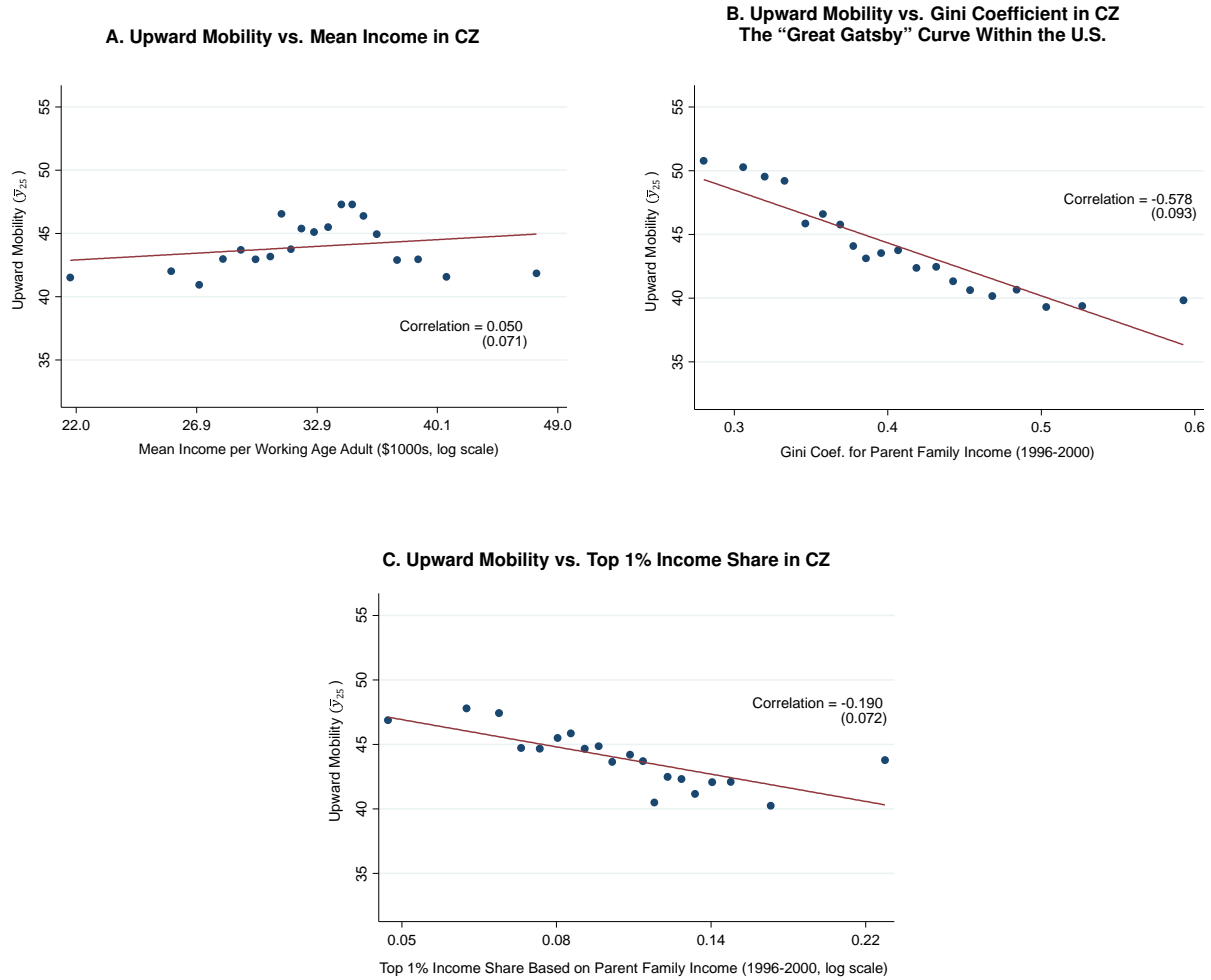 A. Upward Mobility vs. Mean Income in CZ
55
50
45
40
35
Upward Mobility (ȳ25)
Correlation = 0.050
(0.071)
22.0 26.9 32.9 40.1 49.0
Mean Income per Working Age Adult ($1000s, log scale)
B. Upward Mobility vs. Gini Coefficient in CZ
The “Great Gatsby” Curve Within the U.S.
55
50
45
40
35
Upward Mobility (ȳ25)
Correlation = -0.578
(0.093)
0.3 0.4 0.5 0.6
Gini Coef. for Parent Family Income (1996-2000)
C. Upward Mobility vs. Top 1% Income Share in CZ
55
50
45
40
35
Upward Mobility (ȳ25)
Correlation = -0.190
(0.072)
0.05 0.08 0.14 0.22
Top 1% Income Share Based on Parent Family Income (1996-2000, log scale)